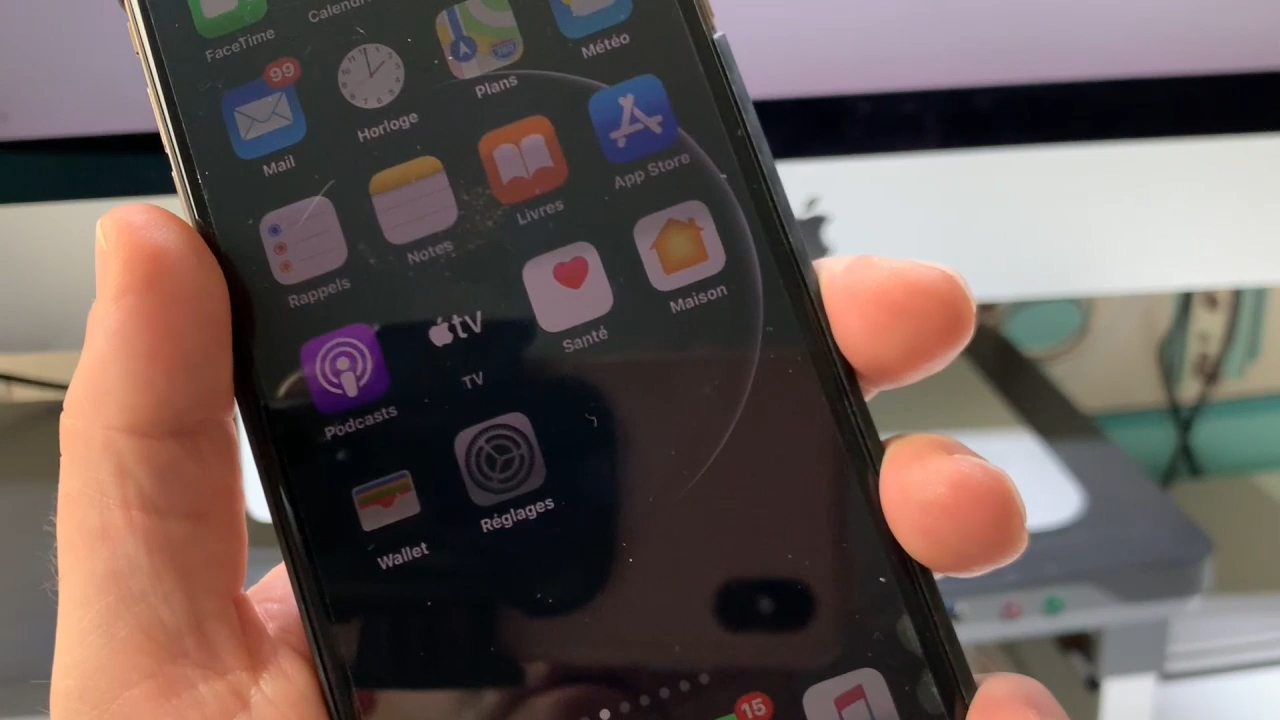 FaceTime
Calendri
99
Mail
Horloge
Plans
Météo
Rappels
Notes
Livres
App Store
Podcasts
tv
TV
Santé
Maison
Wallet
Réglages
15